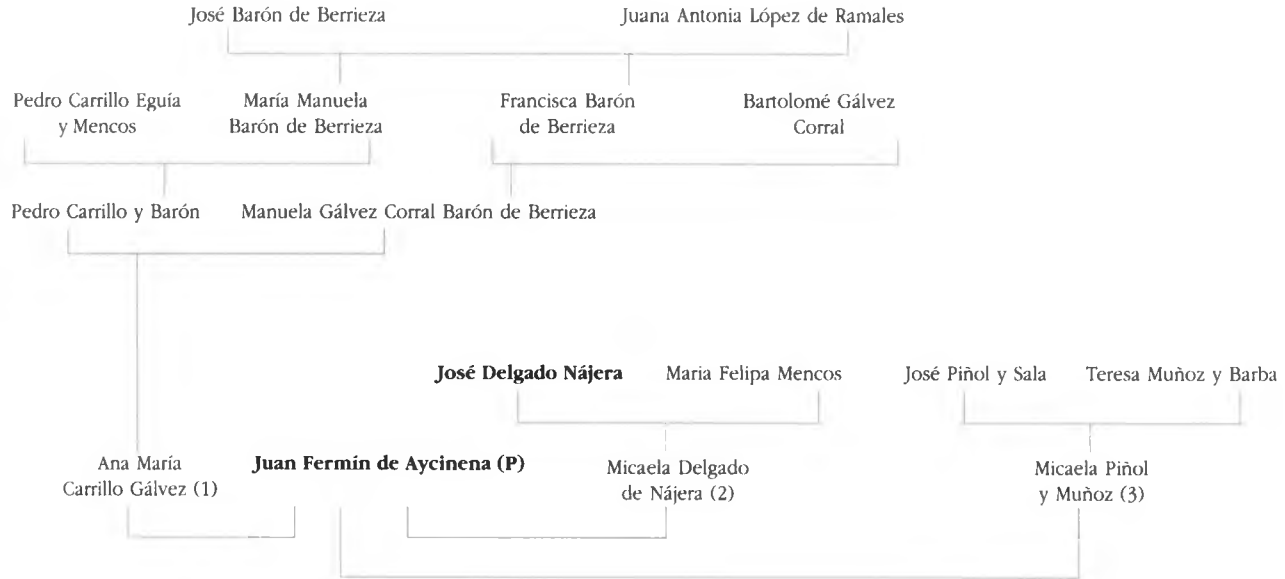 José Barón de Berrieza Juana Antonia López de Ramales
Pedro Carrillo Eguía
y Mencos
María Manuela
Barón de Berrieza
Francisca Barón
de Berrieza
Bartolomé Gálvez
Corral
Pedro Carrillo y Barón Manuela Gálvez Corral Barón de Berrieza
José Delgado Nájera Maria Felipa Mencos José Piñol y Sala Teresa Muñoz y Barba
Ana María
Carrillo Gálvez (1)
Juan Fermín de Aycinena (P)
Micaela Delgado
de Nájera (2)
Micaela Piñol
y Muñoz (3)